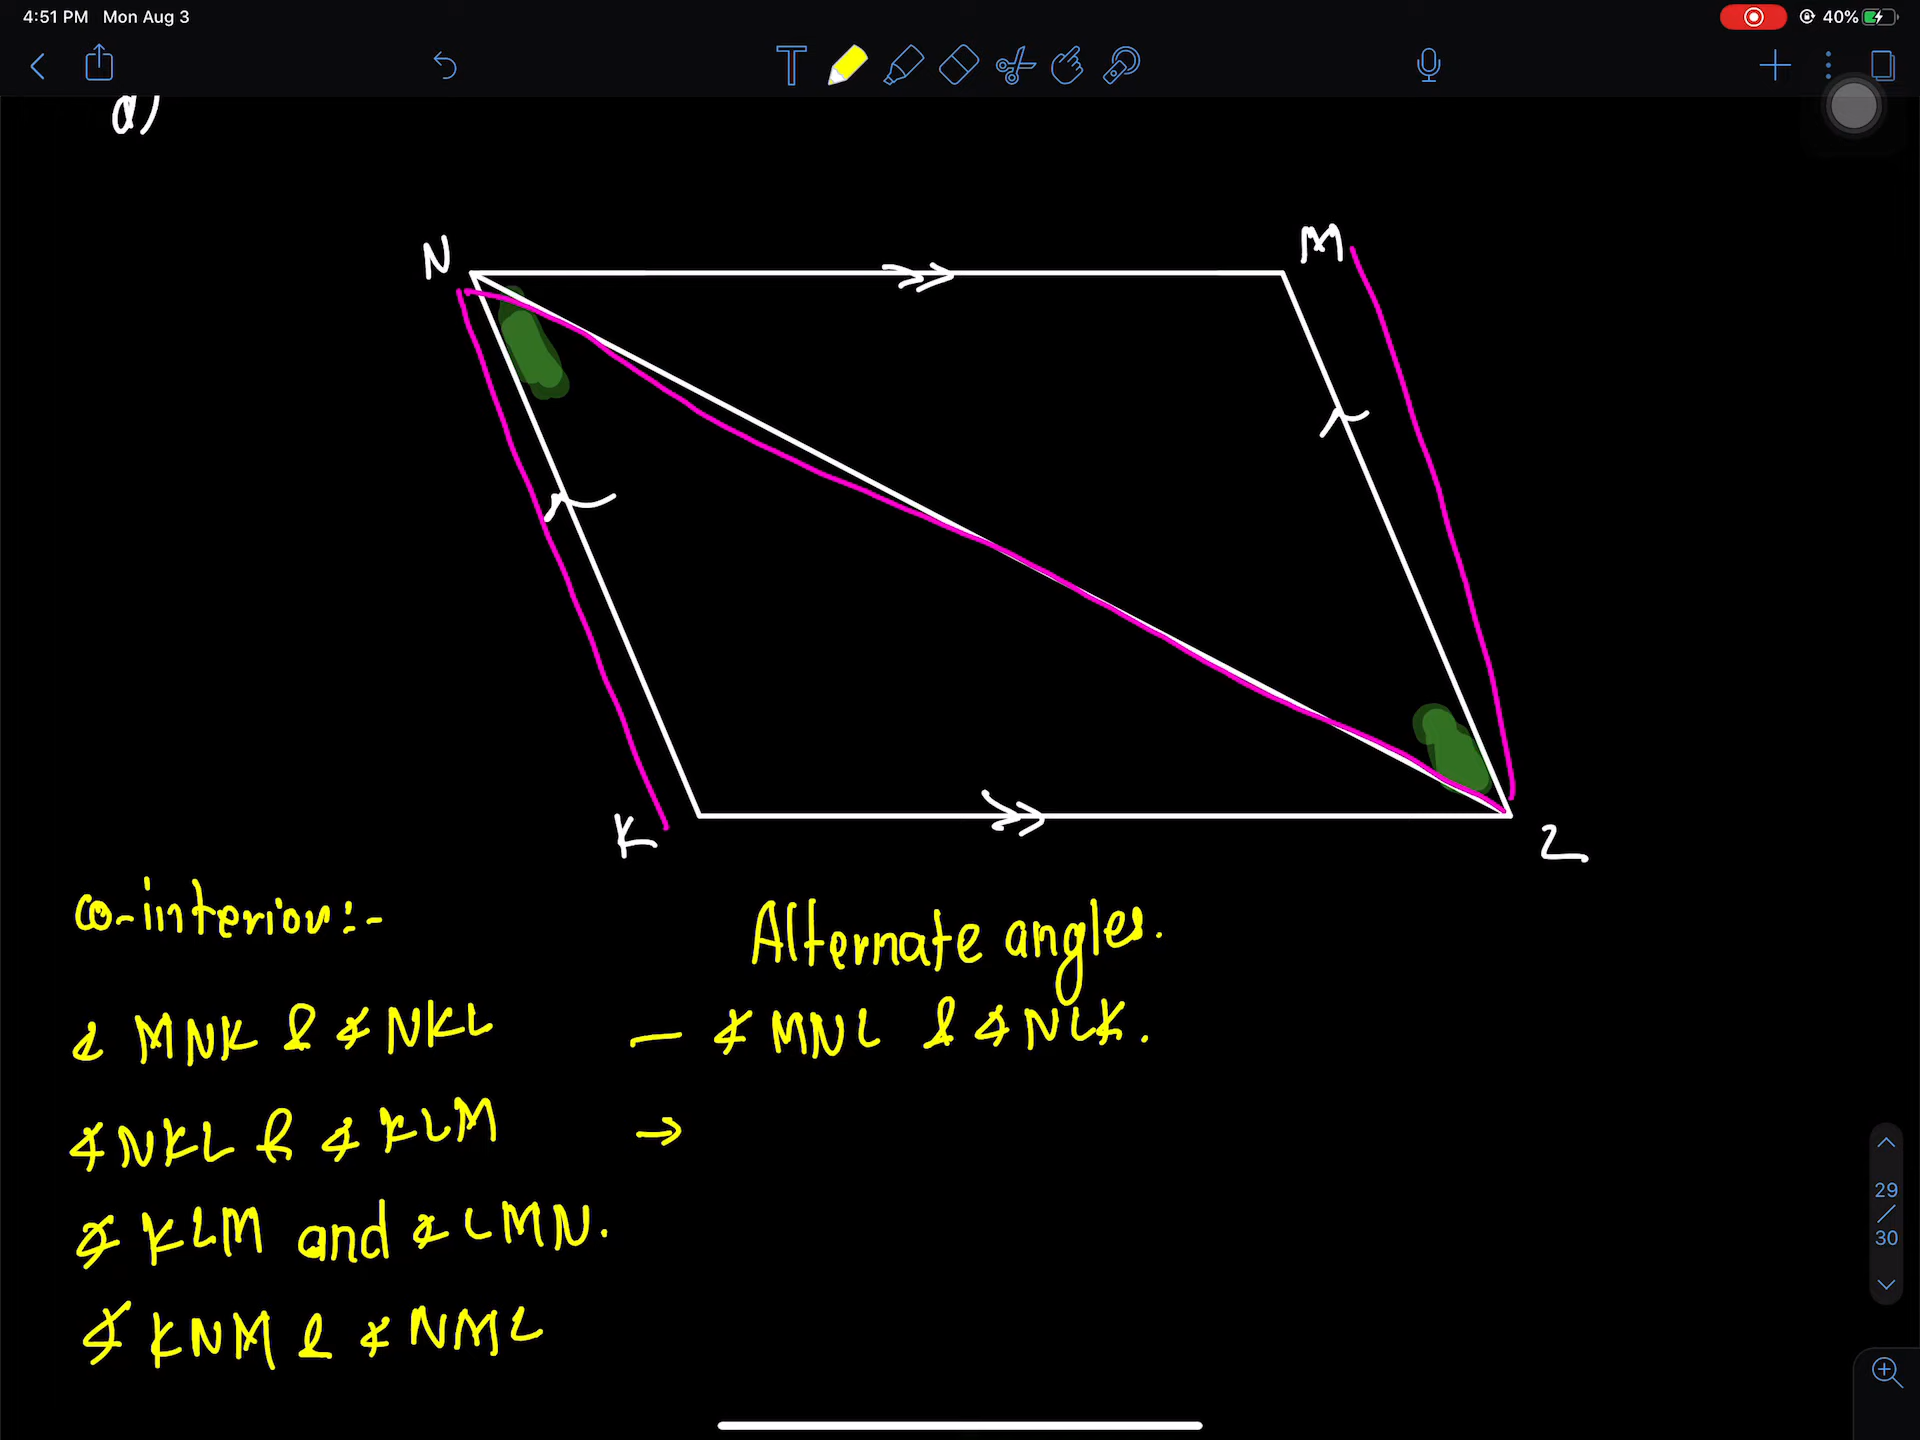 4:51 PM Mon Aug 3
40%
d)
N
M
K
L
co-interior:-
∡ MNK & ∡ NKL
∡ NKL & ∡ KLM
∡ KLM and ∡ LMN.
∡ KNM & ∡ NML
Alternate angles.
— ∡ MNL & ∡ NLK.
→
29
/
30